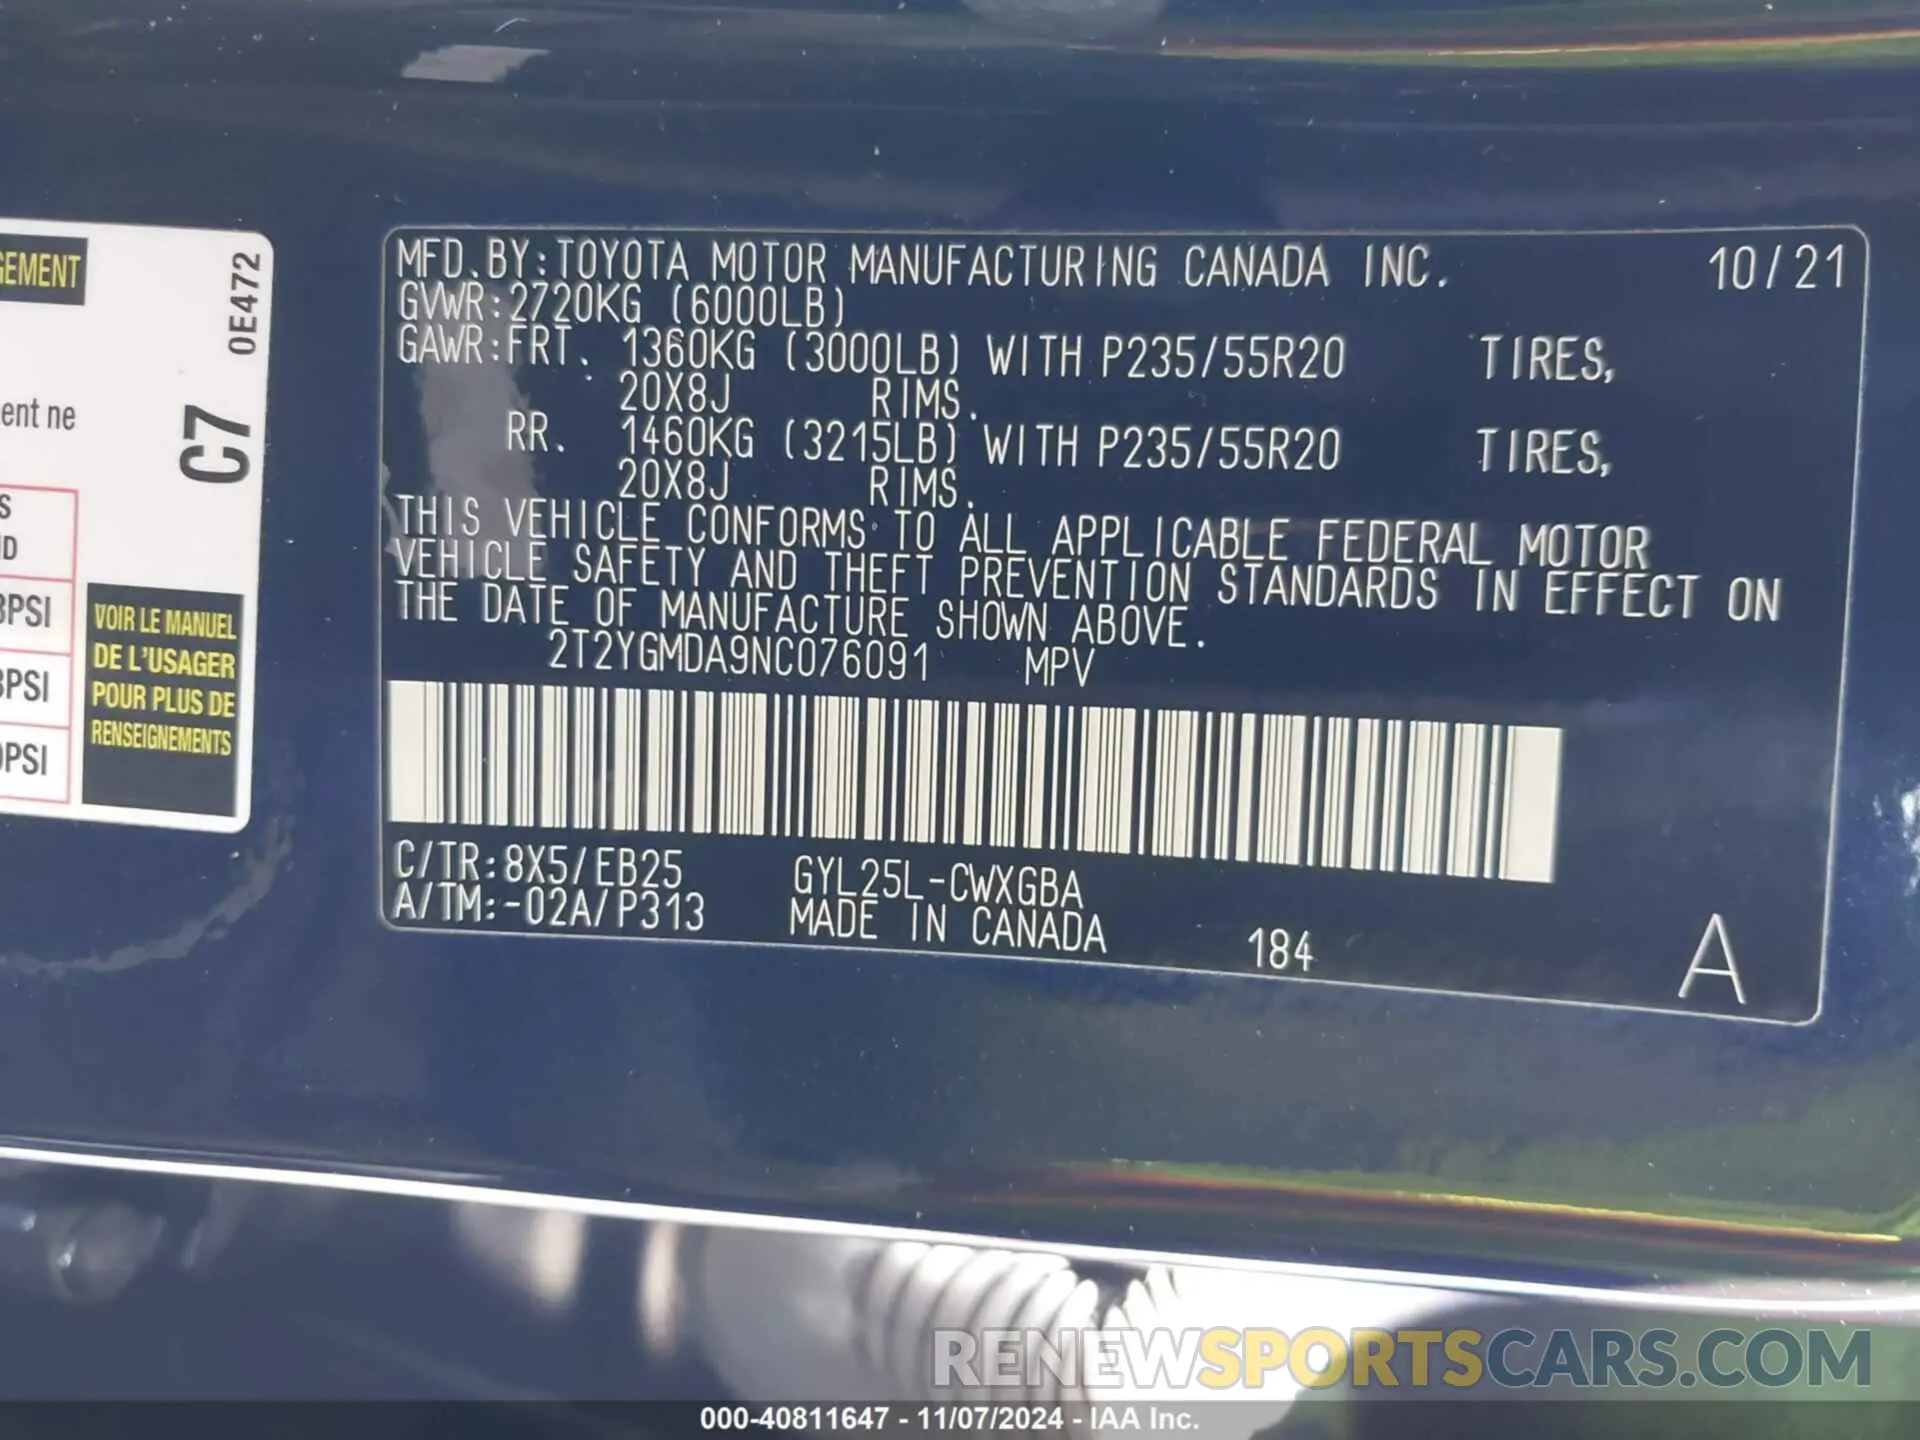 GEMENT
0E472
ent ne
C7
S
ID
PSI
PSI
PSI
VOIR LE MANUEL
DE L'USAGER
POUR PLUS DE
RENSEIGNEMENTS
MFD.BY:TOYOTA MOTOR MANUFACTURING CANADA INC. 10/21
GVWR:2720KG (6000LB)
GAWR:FRT. 1360KG (3000LB) WITH P235/55R20 TIRES,
20X8J RIMS.
RR. 1460KG (3215LB) WITH P235/55R20 TIRES,
20X8J RIMS.
THIS VEHICLE CONFORMS TO ALL APPLICABLE FEDERAL MOTOR
VEHICLE SAFETY AND THEFT PREVENTION STANDARDS IN EFFECT ON
THE DATE OF MANUFACTURE SHOWN ABOVE.
2T2YGMDA9NC076091 MPV
C/TR:8X5/EB25 GYL25L-CWXGBA
A/TM:-02A/P313 MADE IN CANADA 184 A
RENEWSPORTSCARS.COM
000-40811647 - 11/07/2024 - IAA Inc.